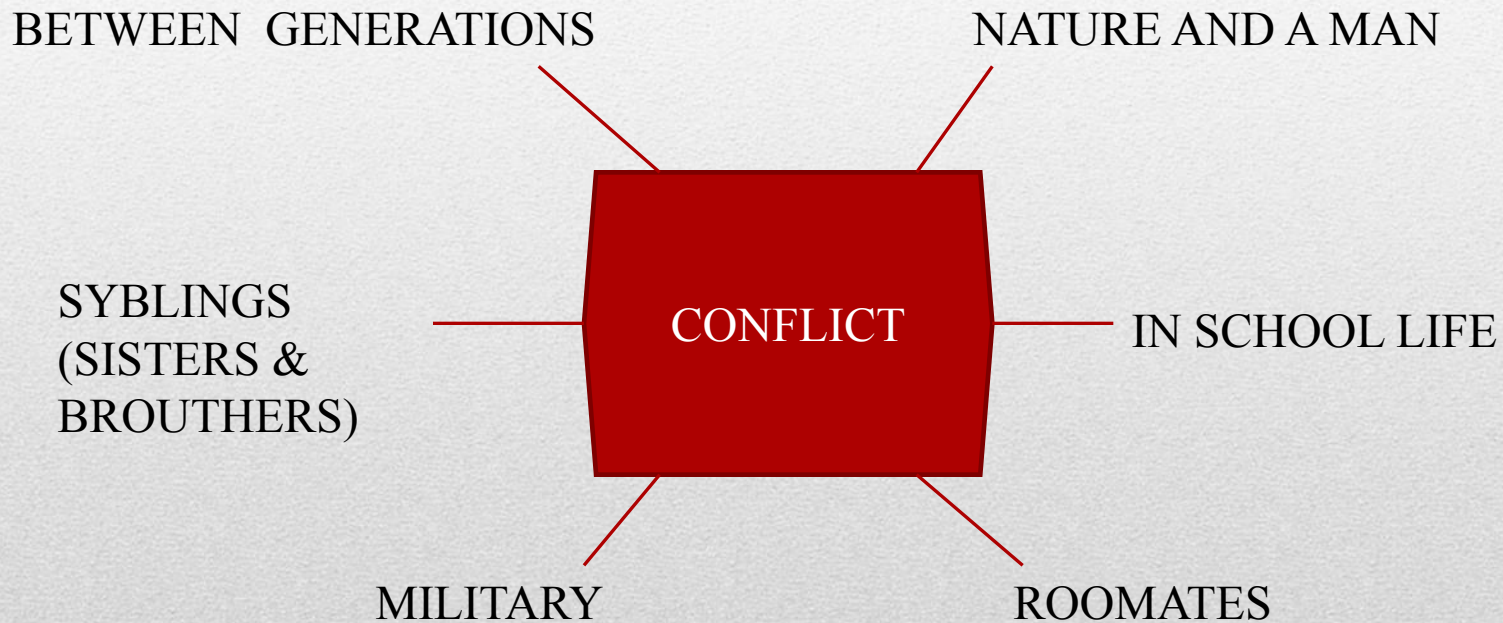 BETWEEN GENERATIONS
NATURE AND A MAN
SYBLINGS
(SISTERS &
BROUTHERS)
CONFLICT
IN SCHOOL LIFE
MILITARY
ROOMATES